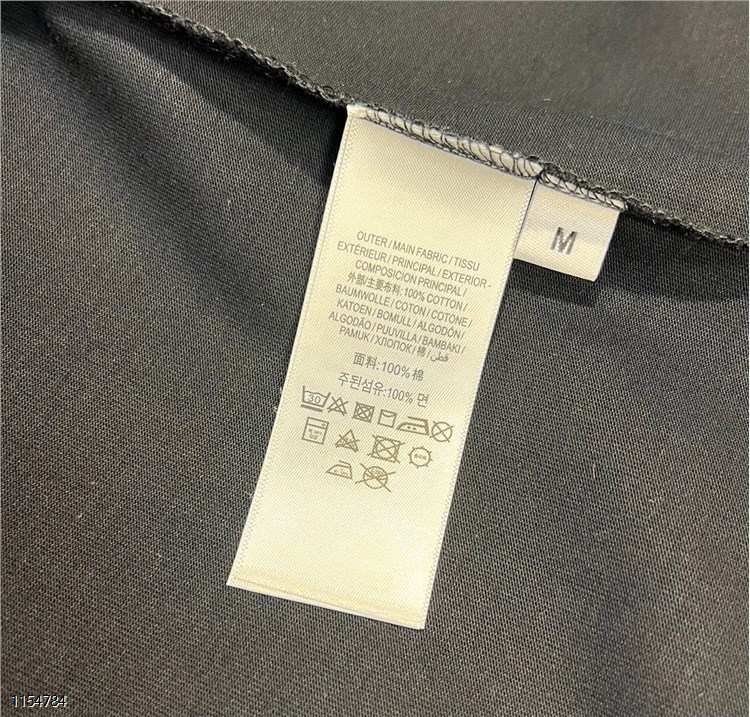 OUTER / MAIN FABRIC / TISSU
EXTÉRIEUR / PRINCIPAL / EXTERIOR-
COMPOSICION PRINCIPAL /
外部/主要布料: 100% COTTON /
BAUMWOLLE / COTON / COTONE /
KATOEN / BOMULL / ALGODÓN /
ALGODÃO / PUUVILLA / BAMBAKI /
PAMUK / ХЛОПОК / 棉 / قطن /
面料:100% 棉
주된섬유:100% 면
30
M
1154784